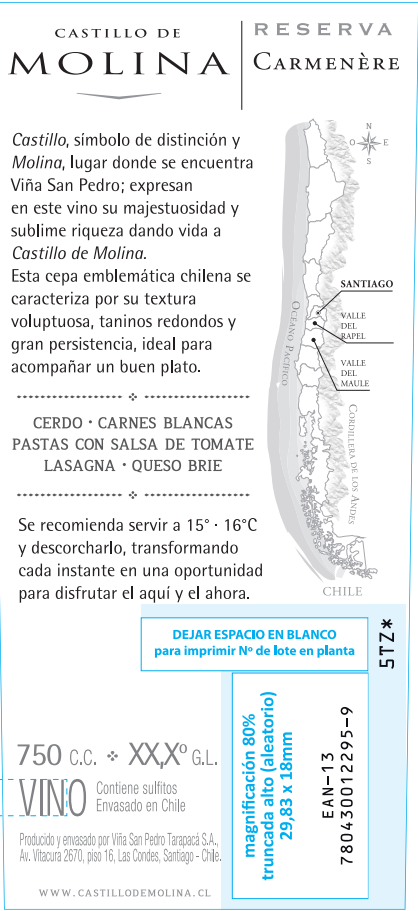 CASTILLO DE
MOLINA
RESERVA
CARMENÈRE
Castillo, símbolo de distinción y
Molina, lugar donde se encuentra
Viña San Pedro; expresan
en este vino su majestuosidad y
sublime riqueza dando vida a
Castillo de Molina.
Esta cepa emblemática chilena se
caracteriza por su textura
voluptuosa, taninos redondos y
gran persistencia, ideal para
acompañar un buen plato.
CERDO · CARNES BLANCAS
PASTAS CON SALSA DE TOMATE
LASAGNA · QUESO BRIE
Se recomienda servir a 15° · 16°C
y descorcharlo, transformando
cada instante en una oportunidad
para disfrutar el aquí y el ahora.
N
O E
S
SANTIAGO
VALLE
DEL
RAPEL
VALLE
DEL
MAULE
OCÉANO PACIFICO
CORDILLERA DE LOS ANDES
CHILE
DEJAR ESPACIO EN BLANCO
para imprimir Nº de lote en planta
5TZ*
magnificación 80%
truncada alto (aleatorio)
29,83 x 18mm
EAN-13
780430012295-9
750 C.C. XX,Xº G.L.
VINO
Contiene sulfitos
Envasado en Chile
Producido y envasado por Viña San Pedro Tarapacá S.A.,
Av. Vitacura 2670, piso 16, Las Condes, Santiago - Chile.
WWW.CASTILLODEMOLINA.CL